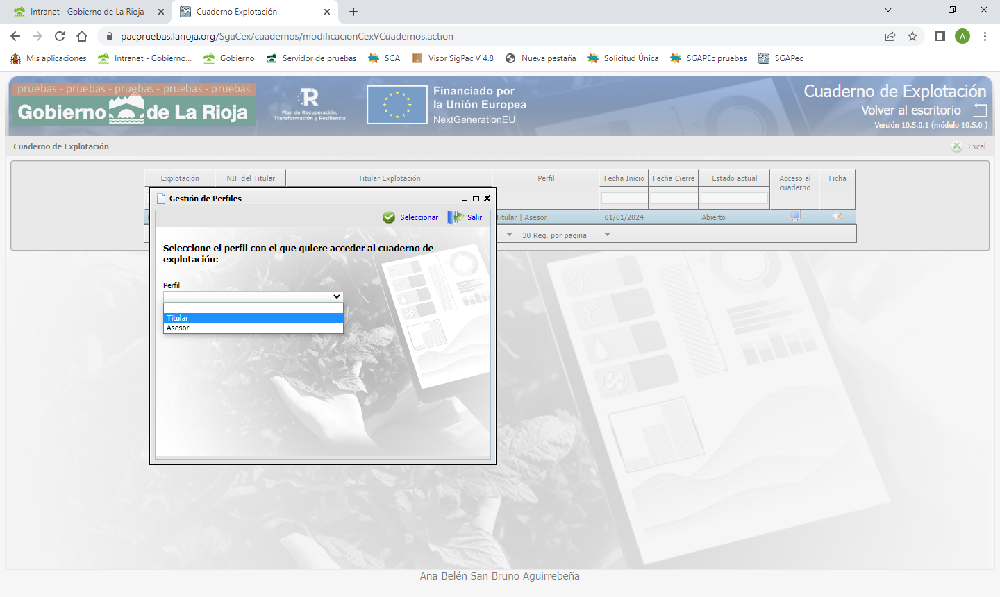 Intranet - Gobierno de La Rioja
Cuaderno Explotación
pacpruebas.larioja.org/SgaCex/cuadernos/modificacionCexVCuadernos.action
A
Mis aplicaciones
Intranet - Gobierno...
Gobierno
Servidor de pruebas
SGA
Visor SigPac V 4.8
Nueva pestaña
Solicitud Única
SGAPEc pruebas
SGAPec
pruebas - pruebas - pruebas - pruebas - pruebas
Gobierno de La Rioja
Plan de Recuperación,
Transformación y Resiliencia
Financiado por
la Unión Europea
NextGenerationEU
Cuaderno de Explotación
Volver al escritorio
Versión 10.5.0.1 (módulo 10.5.0 )
Cuaderno de Explotación
Excel
Explotación NIF del Titular Titular Explotación Perfil Fecha Inicio Fecha Cierre Estado actual Acceso al cuaderno Ficha
Titular | Asesor 01/01/2024 Abierto
30 Reg. por pagina
Gestión de Perfiles
Seleccionar Salir
Seleccione el perfil con el que quiere acceder al cuaderno de
explotación:
Perfil
Titular
Asesor
Ana Belén San Bruno Aguirrebeña